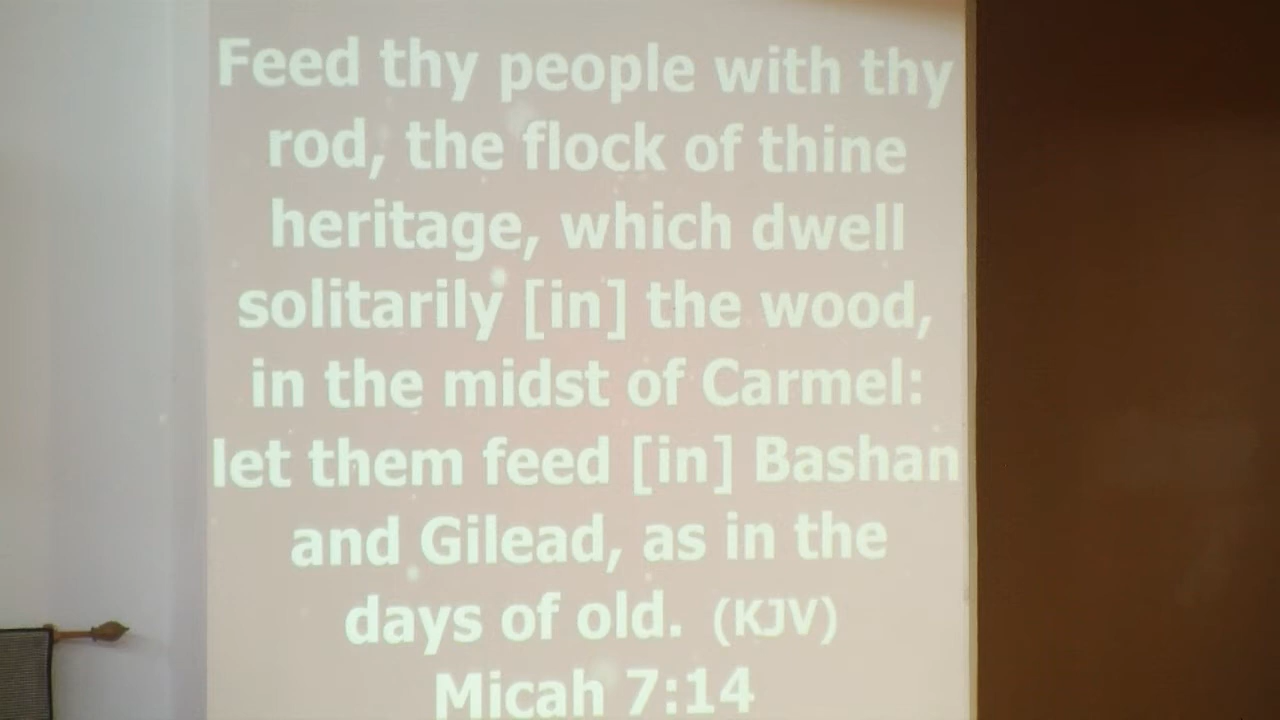 Feed thy people with thy
rod, the flock of thine
heritage, which dwell
solitarily [in] the wood,
in the midst of Carmel:
let them feed [in] Bashan
and Gilead, as in the
days of old. (KJV)
Micah 7:14